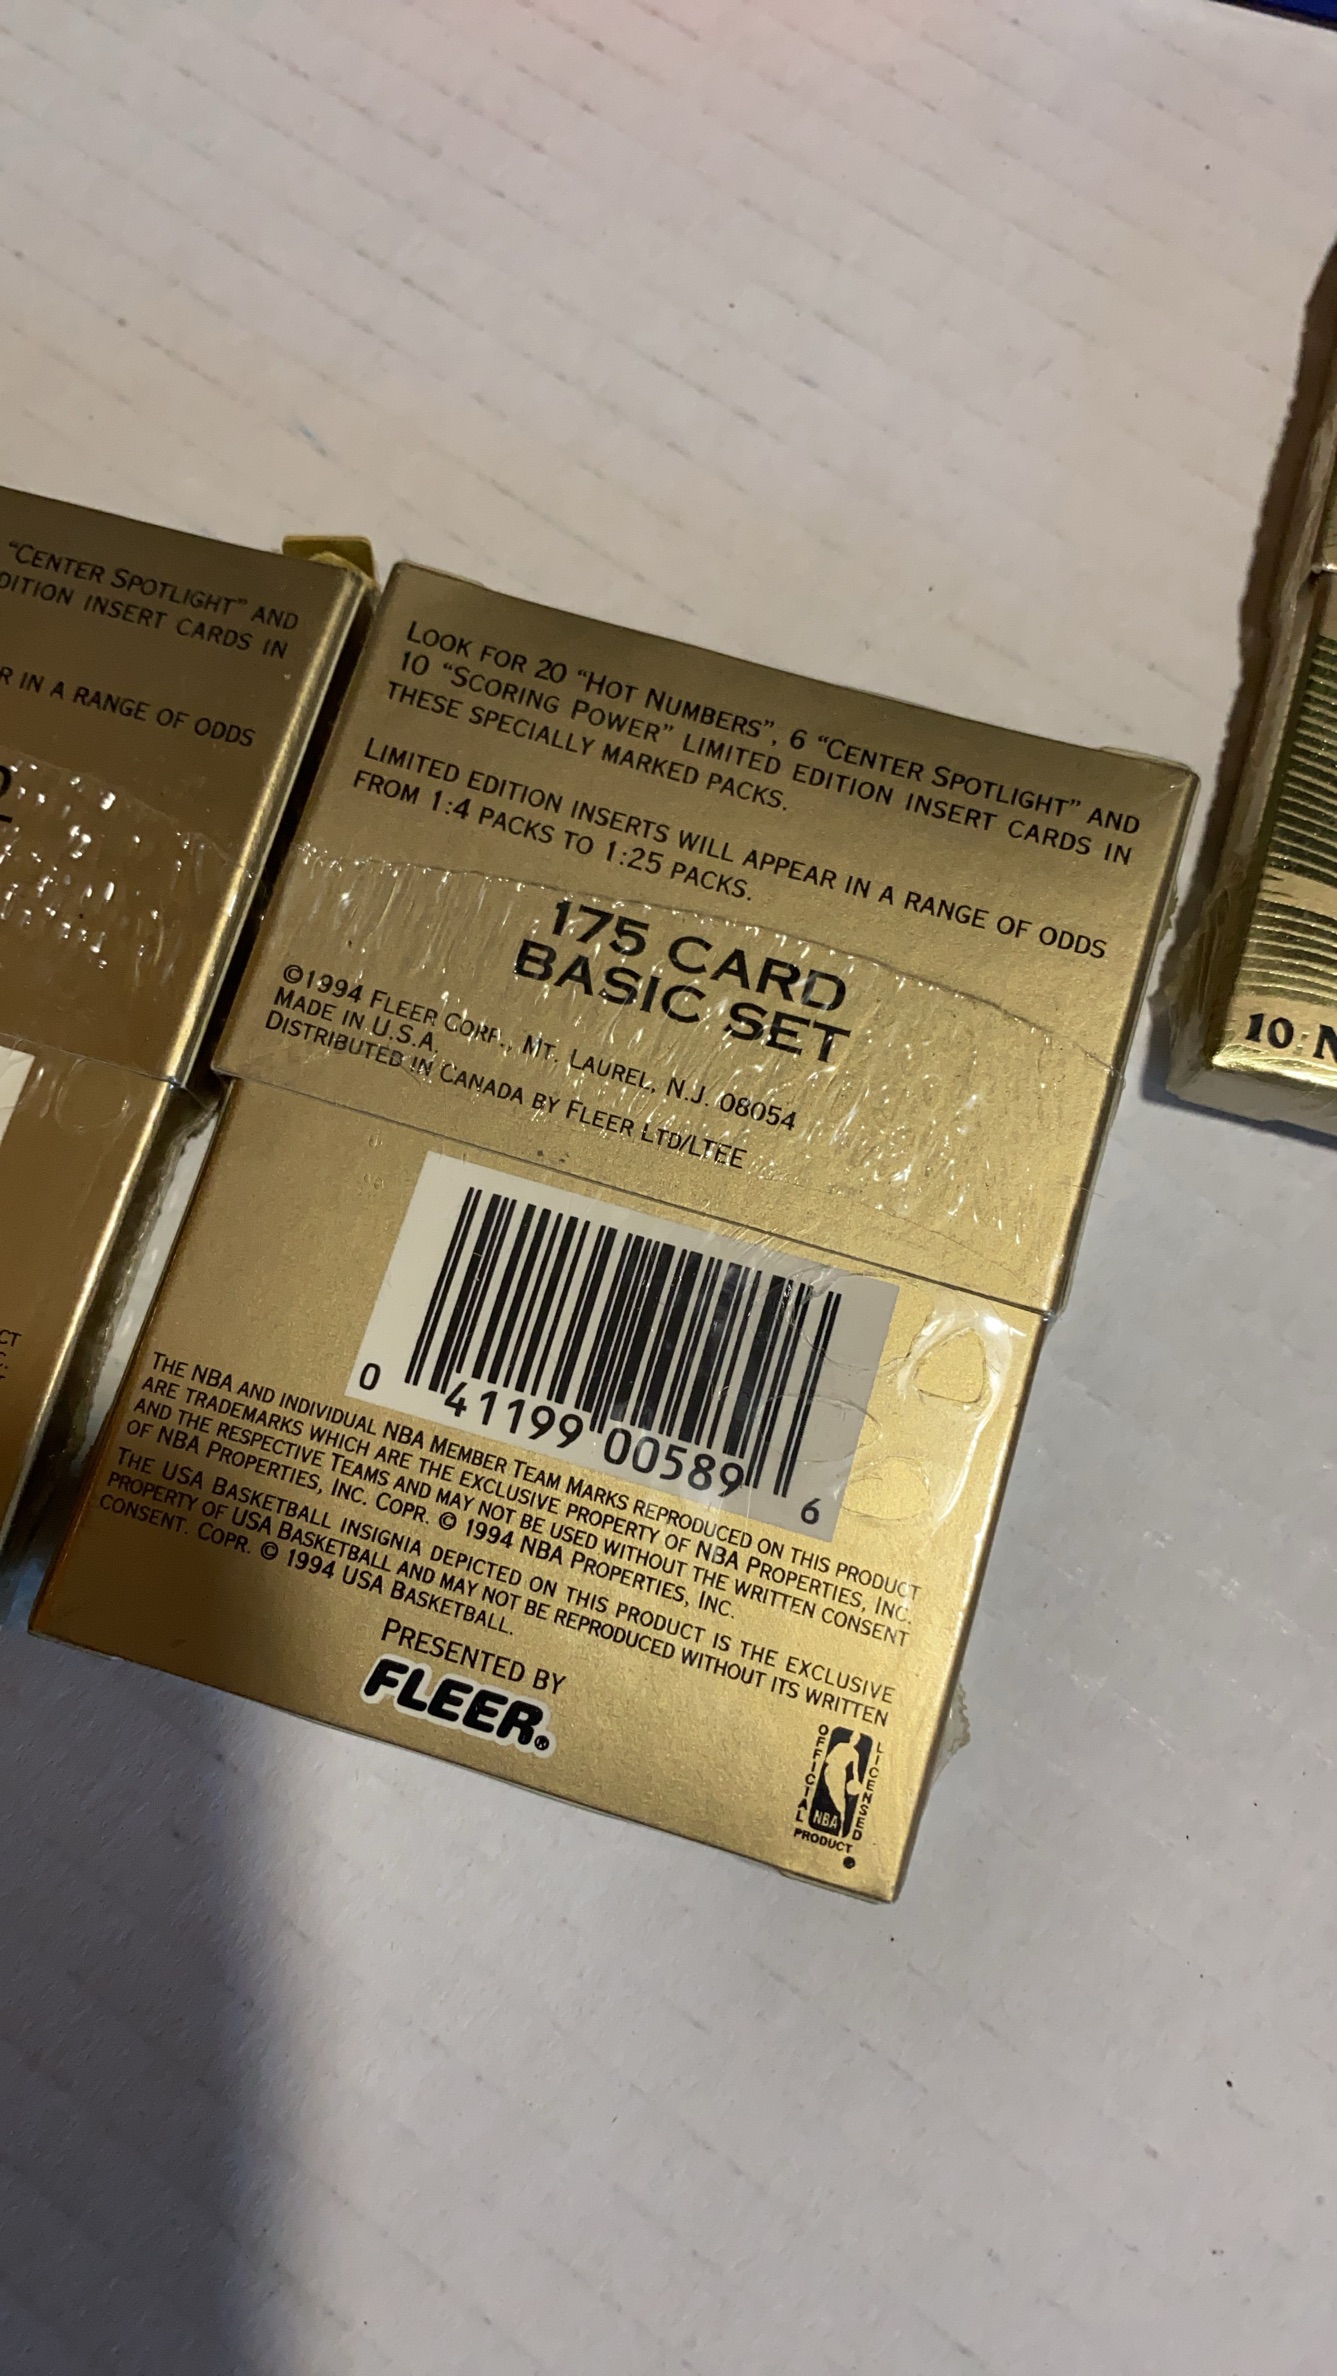 "CENTER SPOTLIGHT" AND
DITION INSERT CARDS IN
R IN A RANGE OF ODDS
LOOK FOR 20 "HOT NUMBERS", 6 "CENTER SPOTLIGHT" AND
10 "SCORING POWER" LIMITED EDITION INSERT CARDS IN
THESE SPECIALLY MARKED PACKS.
LIMITED EDITION INSERTS WILL APPEAR IN A RANGE OF ODDS
FROM 1:4 PACKS TO 1:25 PACKS.
175 CARD
BASIC SET
©1994 FLEER CORP., MT. LAUREL, N.J. 08054
MADE IN U.S.A.
DISTRIBUTED IN CANADA BY FLEER LTD/LTEE
0 41199 00589 6
THE NBA AND INDIVIDUAL NBA MEMBER TEAM MARKS REPRODUCED ON THIS PRODUCT
ARE TRADEMARKS WHICH ARE THE EXCLUSIVE PROPERTY OF NBA PROPERTIES, INC.
AND THE RESPECTIVE TEAMS AND MAY NOT BE USED WITHOUT THE WRITTEN CONSENT
OF NBA PROPERTIES, INC. COPR. © 1994 NBA PROPERTIES, INC.
THE USA BASKETBALL INSIGNIA DEPICTED ON THIS PRODUCT IS THE EXCLUSIVE
PROPERTY OF USA BASKETBALL AND MAY NOT BE REPRODUCED WITHOUT ITS WRITTEN
CONSENT. COPR. © 1994 USA BASKETBALL.
PRESENTED BY
FLEER®
OFFICIAL LICENSED
NBA
PRODUCT
CT
C.
10 N